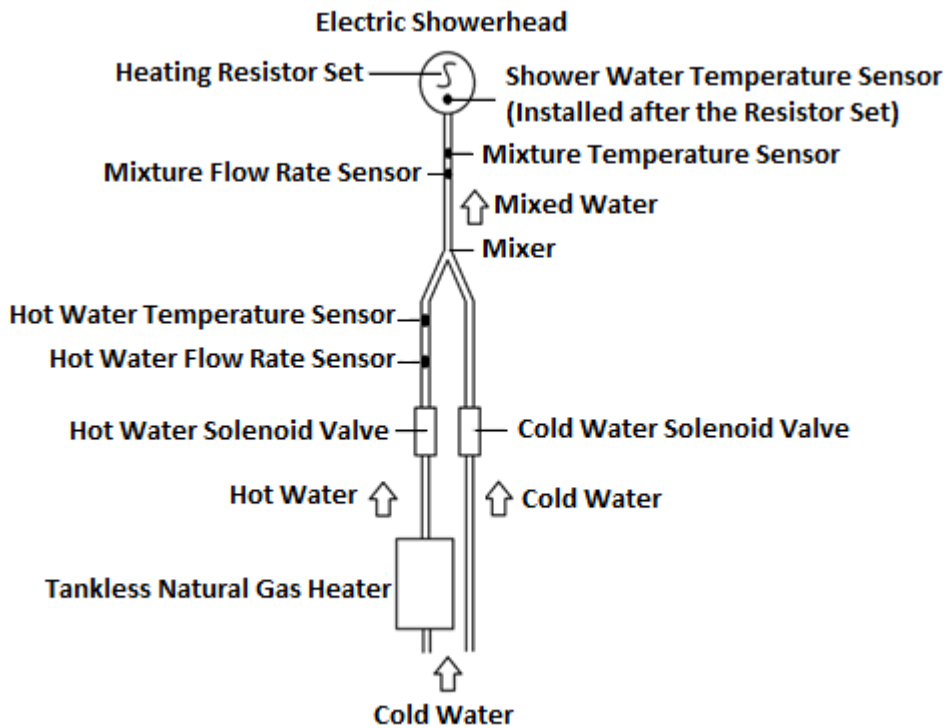 Electric Showerhead
Heating Resistor Set
Shower Water Temperature Sensor
(Installed after the Resistor Set)
Mixture Temperature Sensor
Mixture Flow Rate Sensor
Mixed Water
Mixer
Hot Water Temperature Sensor
Hot Water Flow Rate Sensor
Hot Water Solenoid Valve
Cold Water Solenoid Valve
Hot Water
Cold Water
Tankless Natural Gas Heater
Cold Water